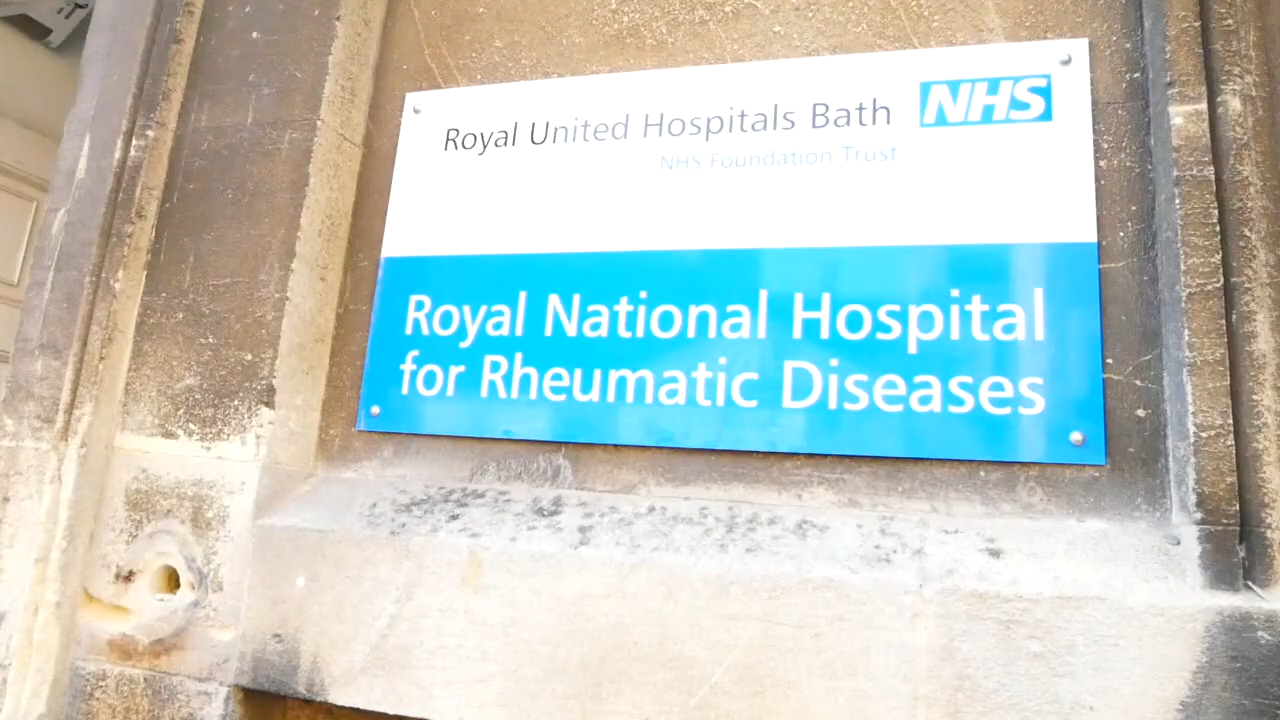 Royal United Hospitals Bath NHS
NHS Foundation Trust
Royal National Hospital
for Rheumatic Diseases